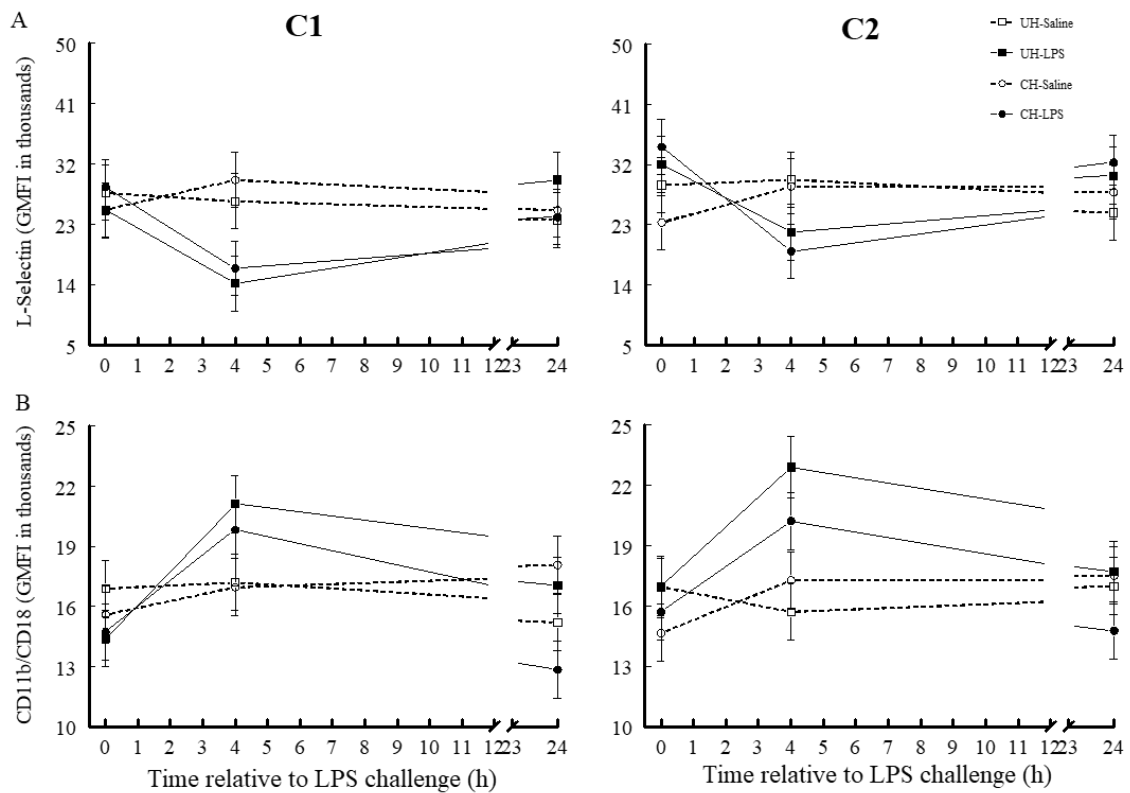 A
C1
C2
UH-Saline
UH-LPS
CH-Saline
CH-LPS
L-Selectin (GMFI in thousands)
50
41
32
23
14
5
0 1 2 3 4 5 6 7 8 9 10 11 12 23 24
50
41
32
23
14
5
0 1 2 3 4 5 6 7 8 9 10 11 12 23 24
B
CD11b/CD18 (GMFI in thousands)
25
22
19
16
13
10
0 1 2 3 4 5 6 7 8 9 10 11 12 23 24
Time relative to LPS challenge (h)
25
22
19
16
13
10
0 1 2 3 4 5 6 7 8 9 10 11 12 23 24
Time relative to LPS challenge (h)